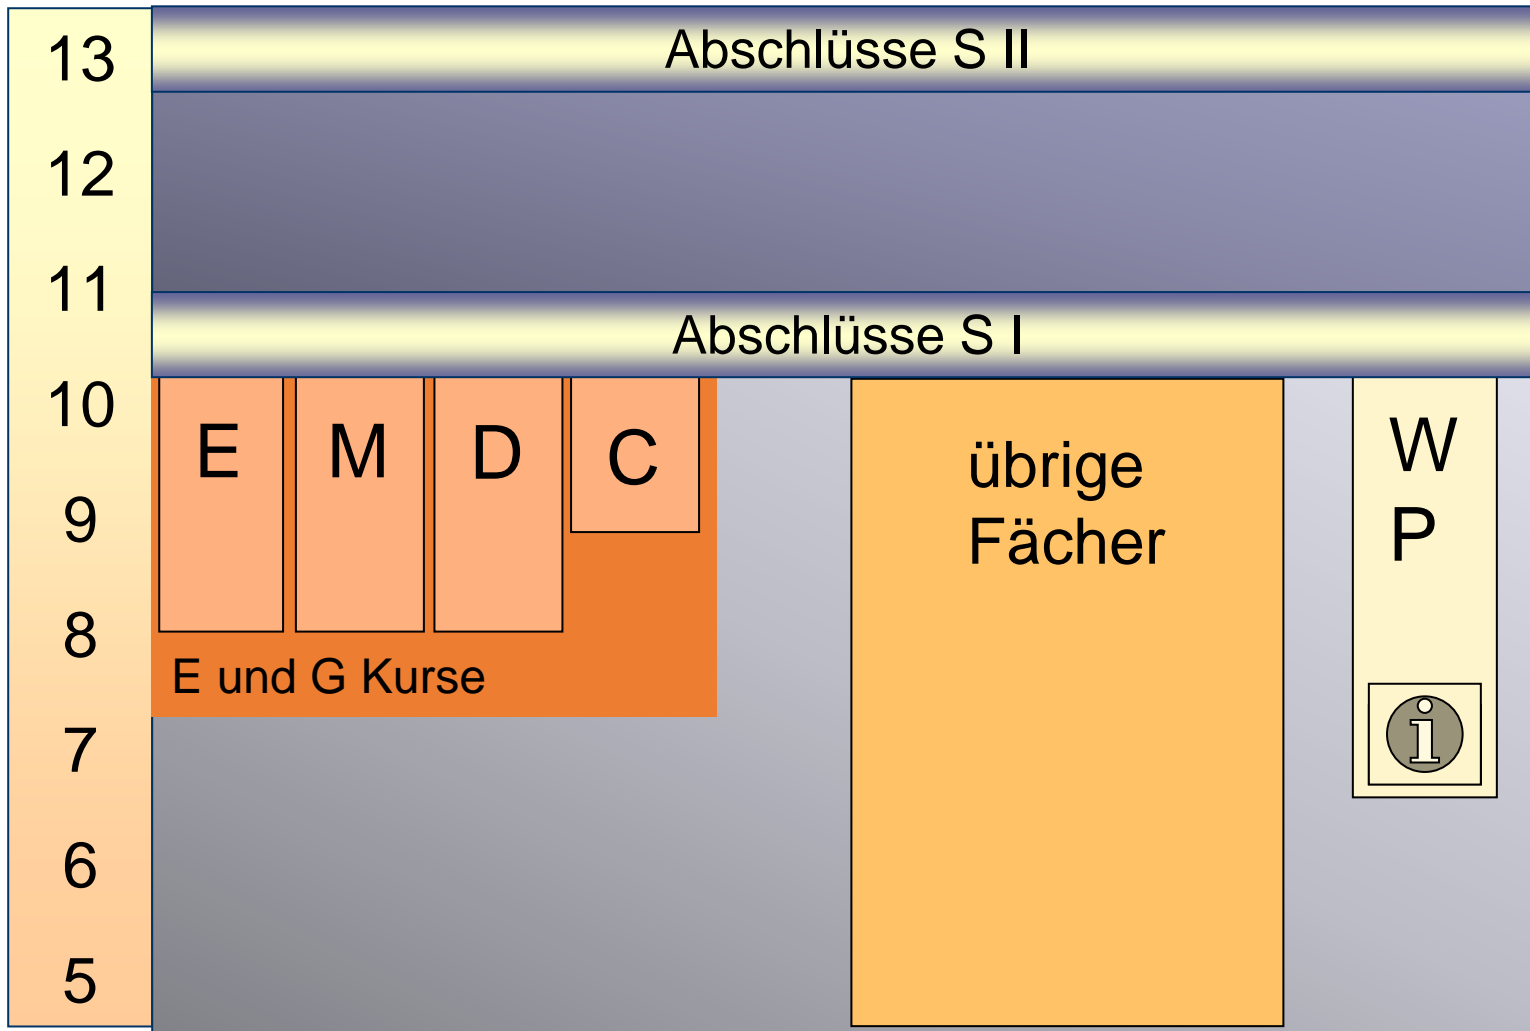 13
Abschlüsse S II
12
11
Abschlüsse S I
10
E M D C
übrige
Fächer
W
P
9
8
E und G Kurse
7
i
6
5